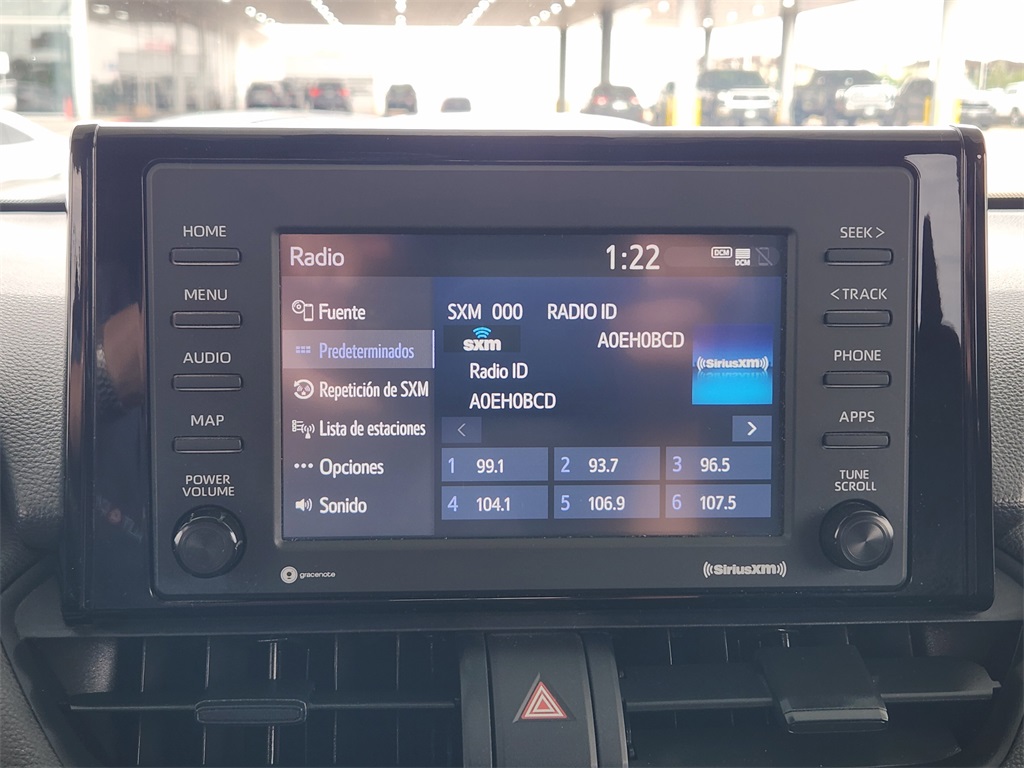 HOME
MENU
AUDIO
MAP
POWER
VOLUME
Radio
1:22
DCM
DCM
Fuente
Predeterminados
Repetición de SXM
Lista de estaciones
Opciones
Sonido
SXM 000 RADIO ID
A0EH0BCD
sxm
Radio ID
A0EH0BCD
((SiriusXM))
1 99.1
2 93.7
3 96.5
4 104.1
5 106.9
6 107.5
SEEK >
< TRACK
PHONE
APPS
TUNE
SCROLL
gracenote
((SiriusXM))